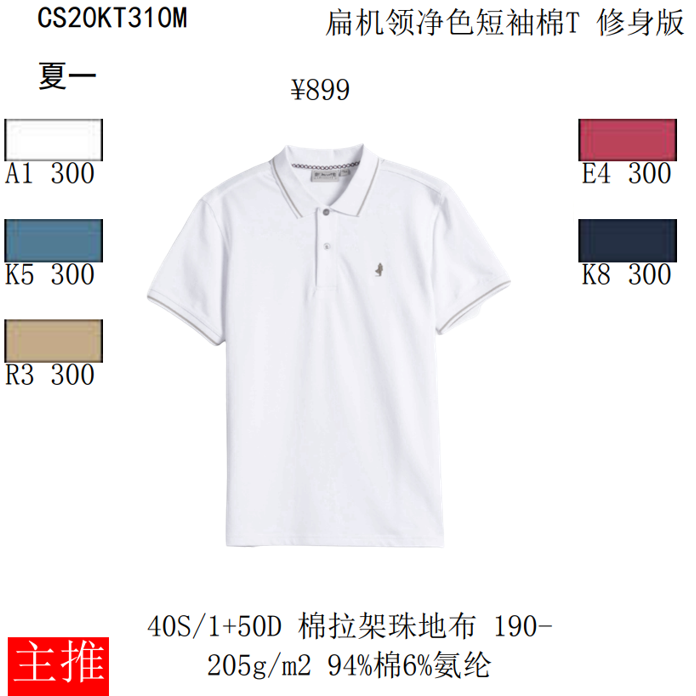 CS20KT310M
扁机领净色短袖棉T 修身版
夏一
¥899
A1 300
E4 300
K5 300
K8 300
R3 300
40S/1+50D 棉拉架珠地布 190-
205g/m2 94%棉6%氨纶
主推